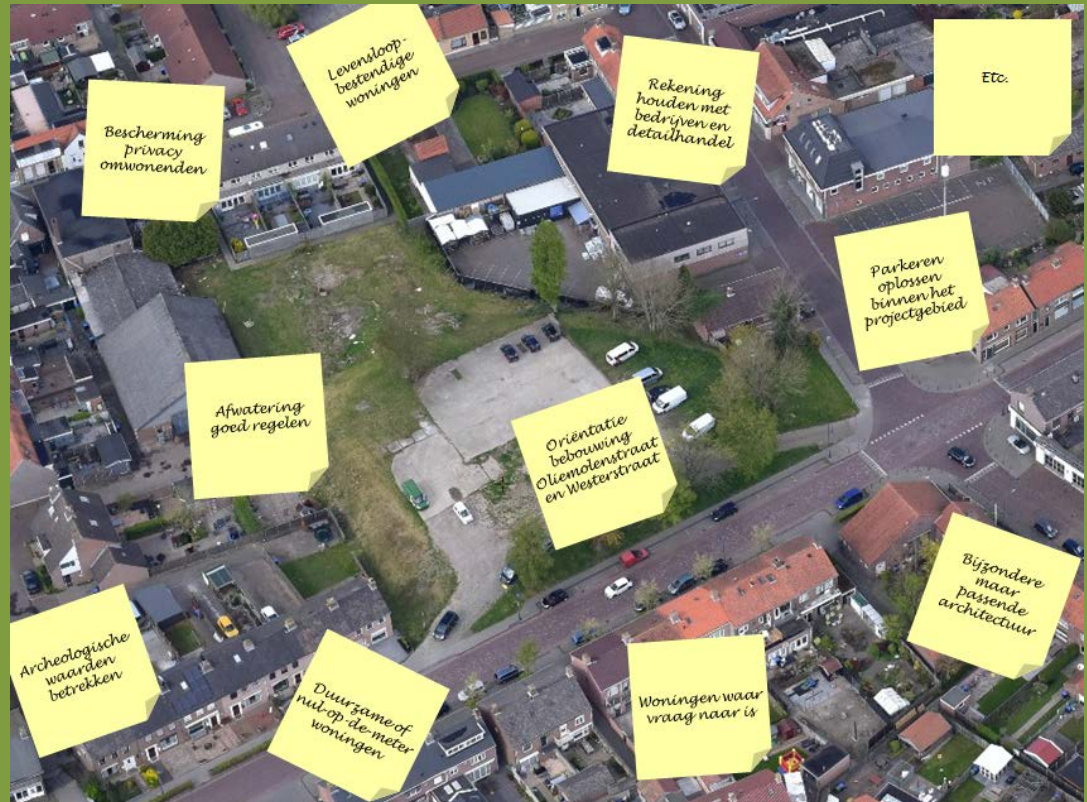 Levensloop-
bestendige
woningen
Bescherming
privacy
omwonenden
Rekening
houden met
bedrijven en
detailhandel
Etc.
Parkeren
oplossen
binnen het
projectgebied
Afwatering
goed regelen
Oriëntatie
bebouwing
Oliemolenstraat
en Westerstraat
Bijzondere
maar
passende
architectuur
Archeologische
waarden
betrekken
Duurzame of
nul-op-de-meter
woningen
Woningen waar
vraag naar is